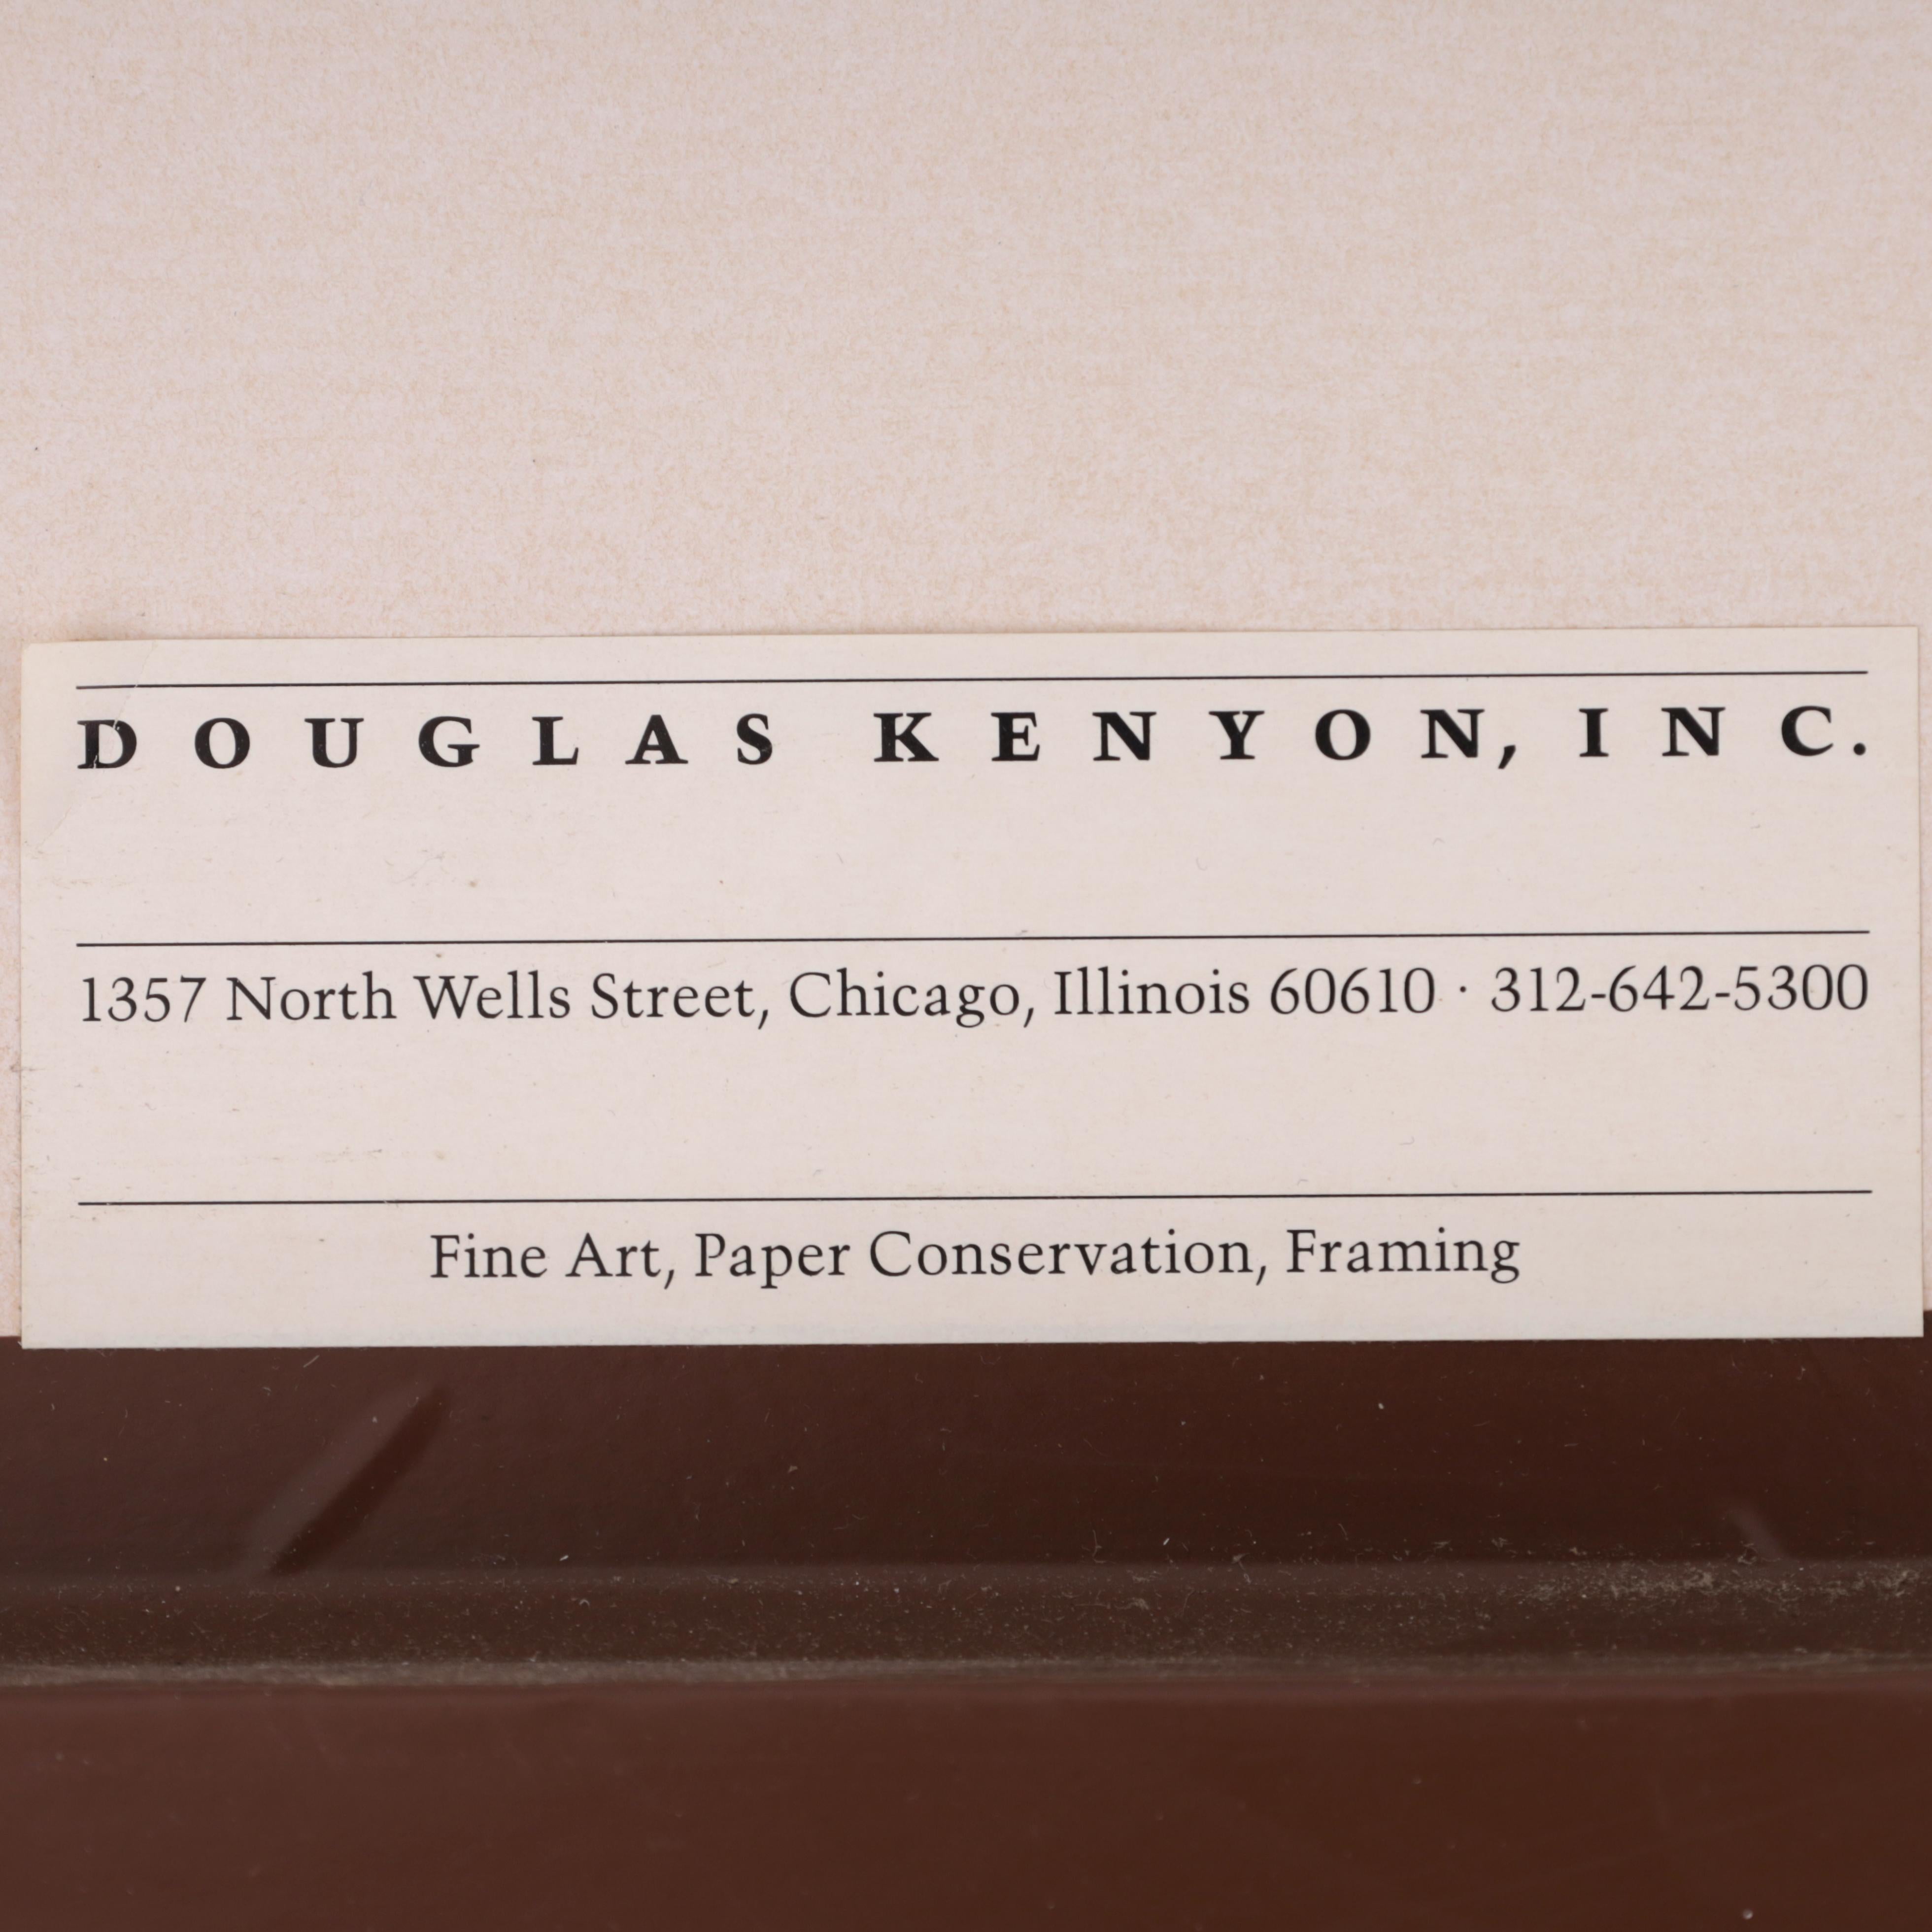 DOUGLAS KENYON, INC.
1357 North Wells Street, Chicago, Illinois 60610 · 312-642-5300
Fine Art, Paper Conservation, Framing